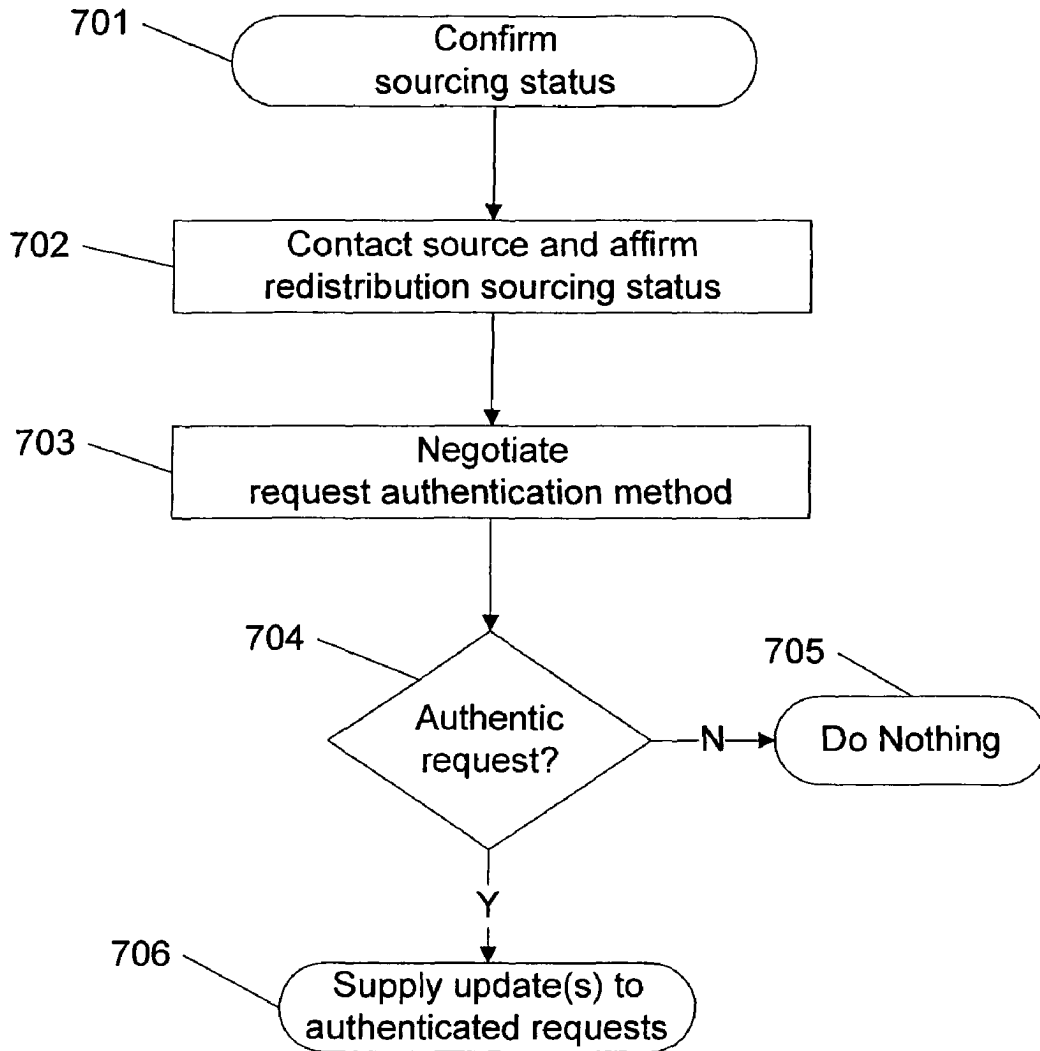 701
Confirm
sourcing status
702
Contact source and affirm
redistribution sourcing status
703
Negotiate
request authentication method
704
Authentic
request?
N
705
Do Nothing
Y
706
Supply update(s) to
authenticated requests